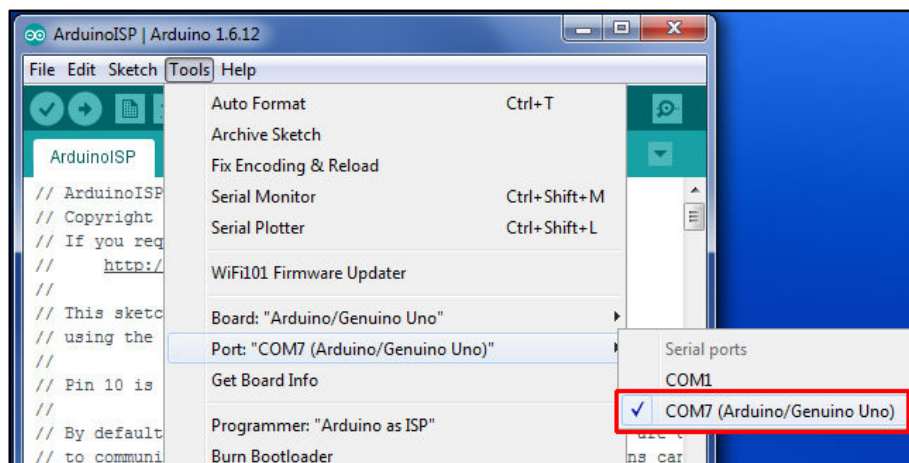 ArduinoISP | Arduino 1.6.12
File Edit Sketch Tools Help
Auto Format Ctrl+T
Archive Sketch
ArduinoISP
Fix Encoding & Reload
// ArduinoISP
Serial Monitor Ctrl+Shift+M
// Copyright
Serial Plotter Ctrl+Shift+L
// If you req
// http:/
WiFi101 Firmware Updater
//
// This sketc
Board: "Arduino/Genuino Uno"
// using the
Port: "COM7 (Arduino/Genuino Uno)"
Serial ports
//
Get Board Info
COM1
// Pin 10 is
//
COM7 (Arduino/Genuino Uno)
Programmer: "Arduino as ISP"
// By default
Burn Bootloader
// to communi
ns car